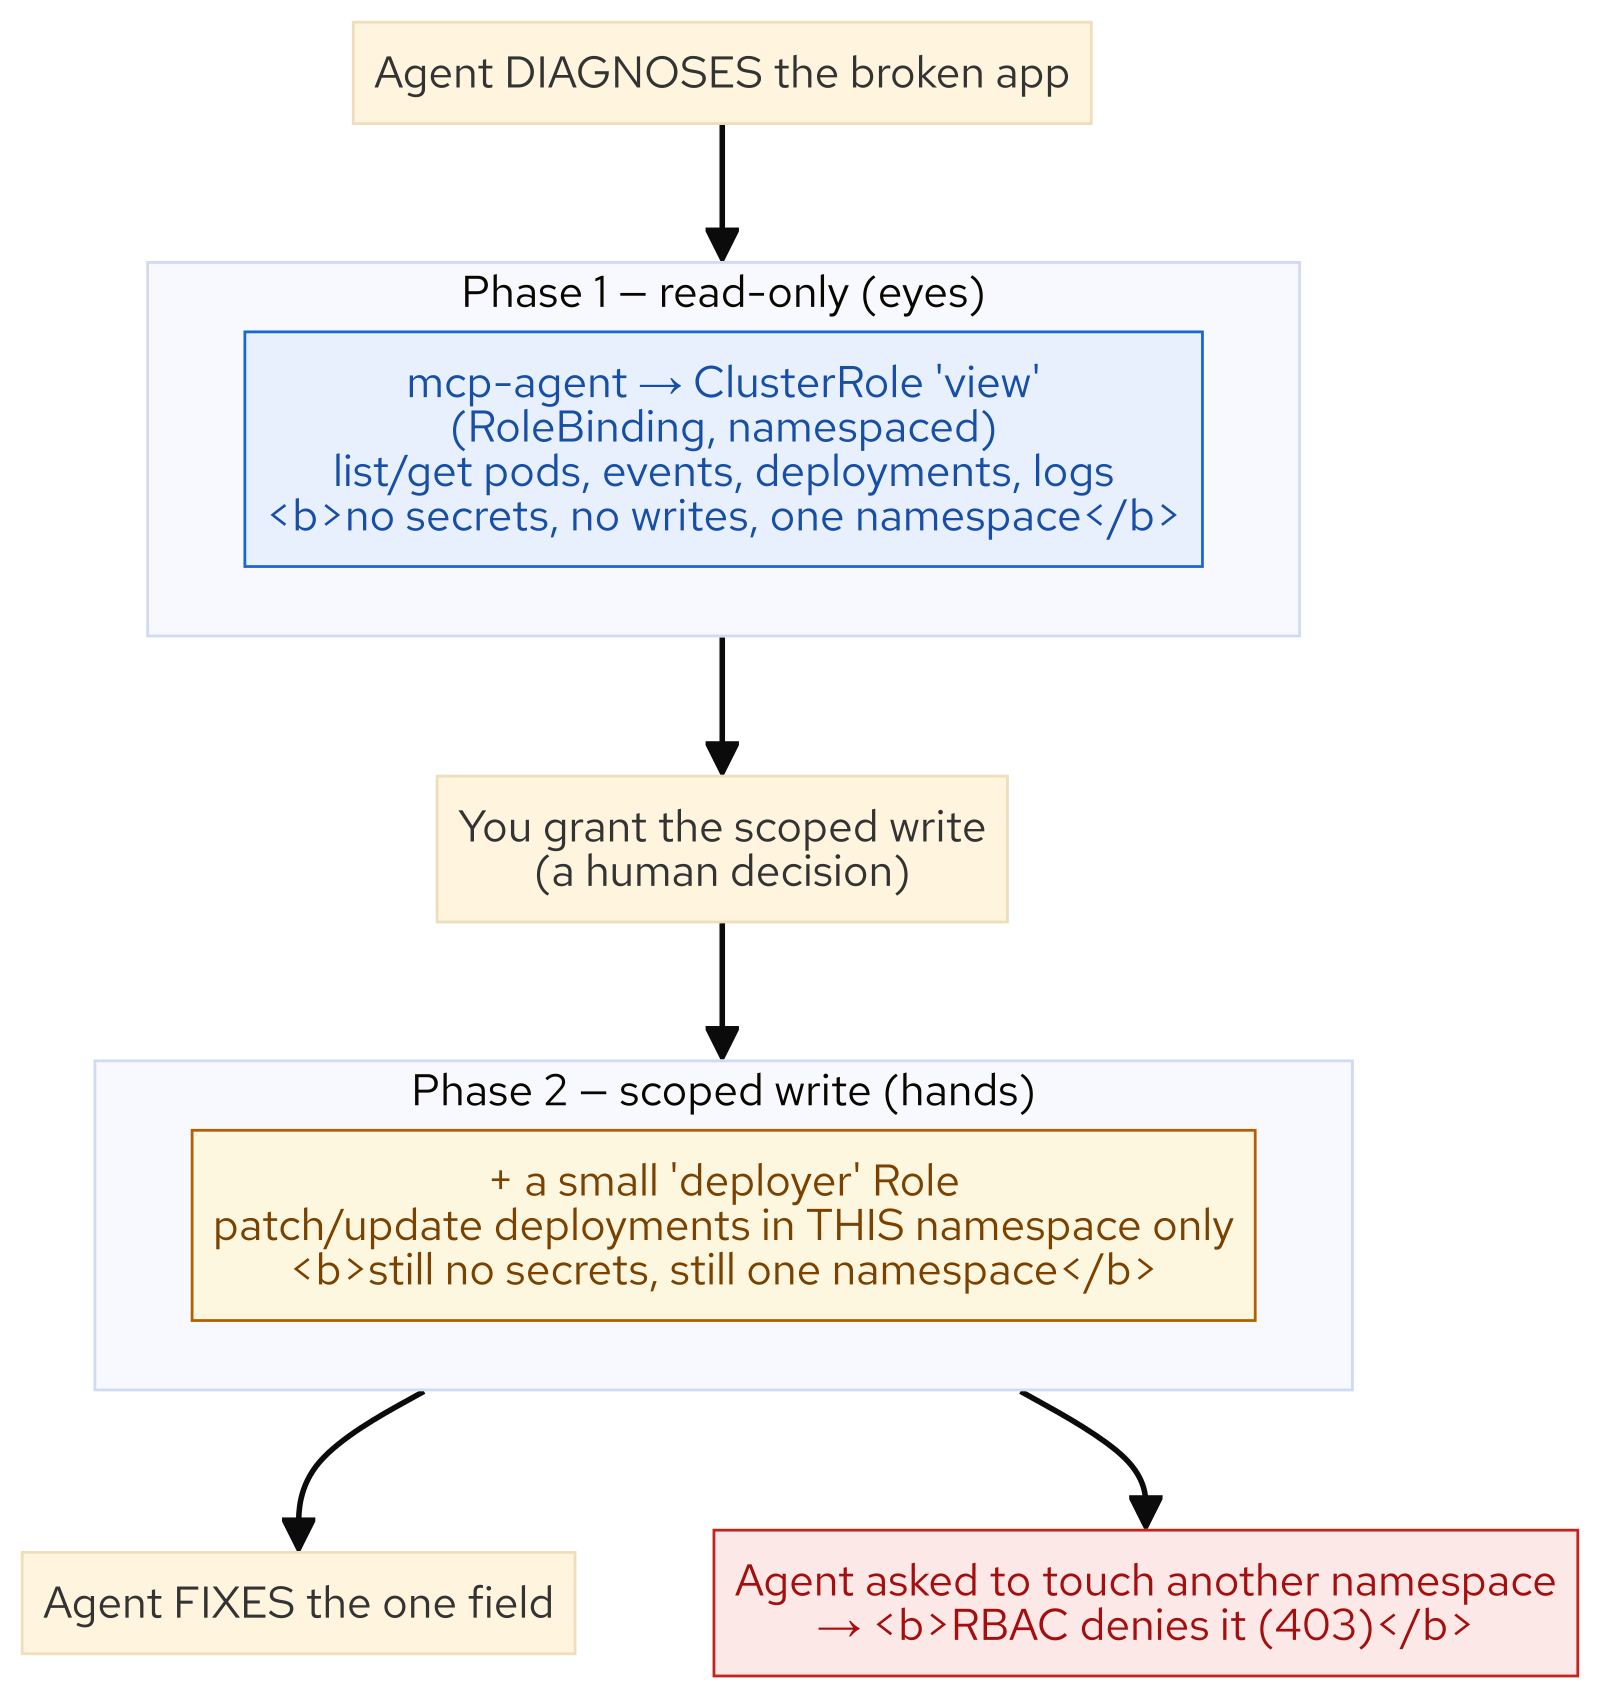 Agent DIAGNOSES the broken app
Phase 1 – read-only (eyes)
mcp-agent → ClusterRole 'view'
(RoleBinding, namespaced)
list/get pods, events, deployments, logs
<b>no secrets, no writes, one namespace</b>
You grant the scoped write
(a human decision)
Phase 2 – scoped write (hands)
+ a small 'deployer' Role
patch/update deployments in THIS namespace only
<b>still no secrets, still one namespace</b>
Agent FIXES the one field
Agent asked to touch another namespace
→ <b>RBAC denies it (403)</b>